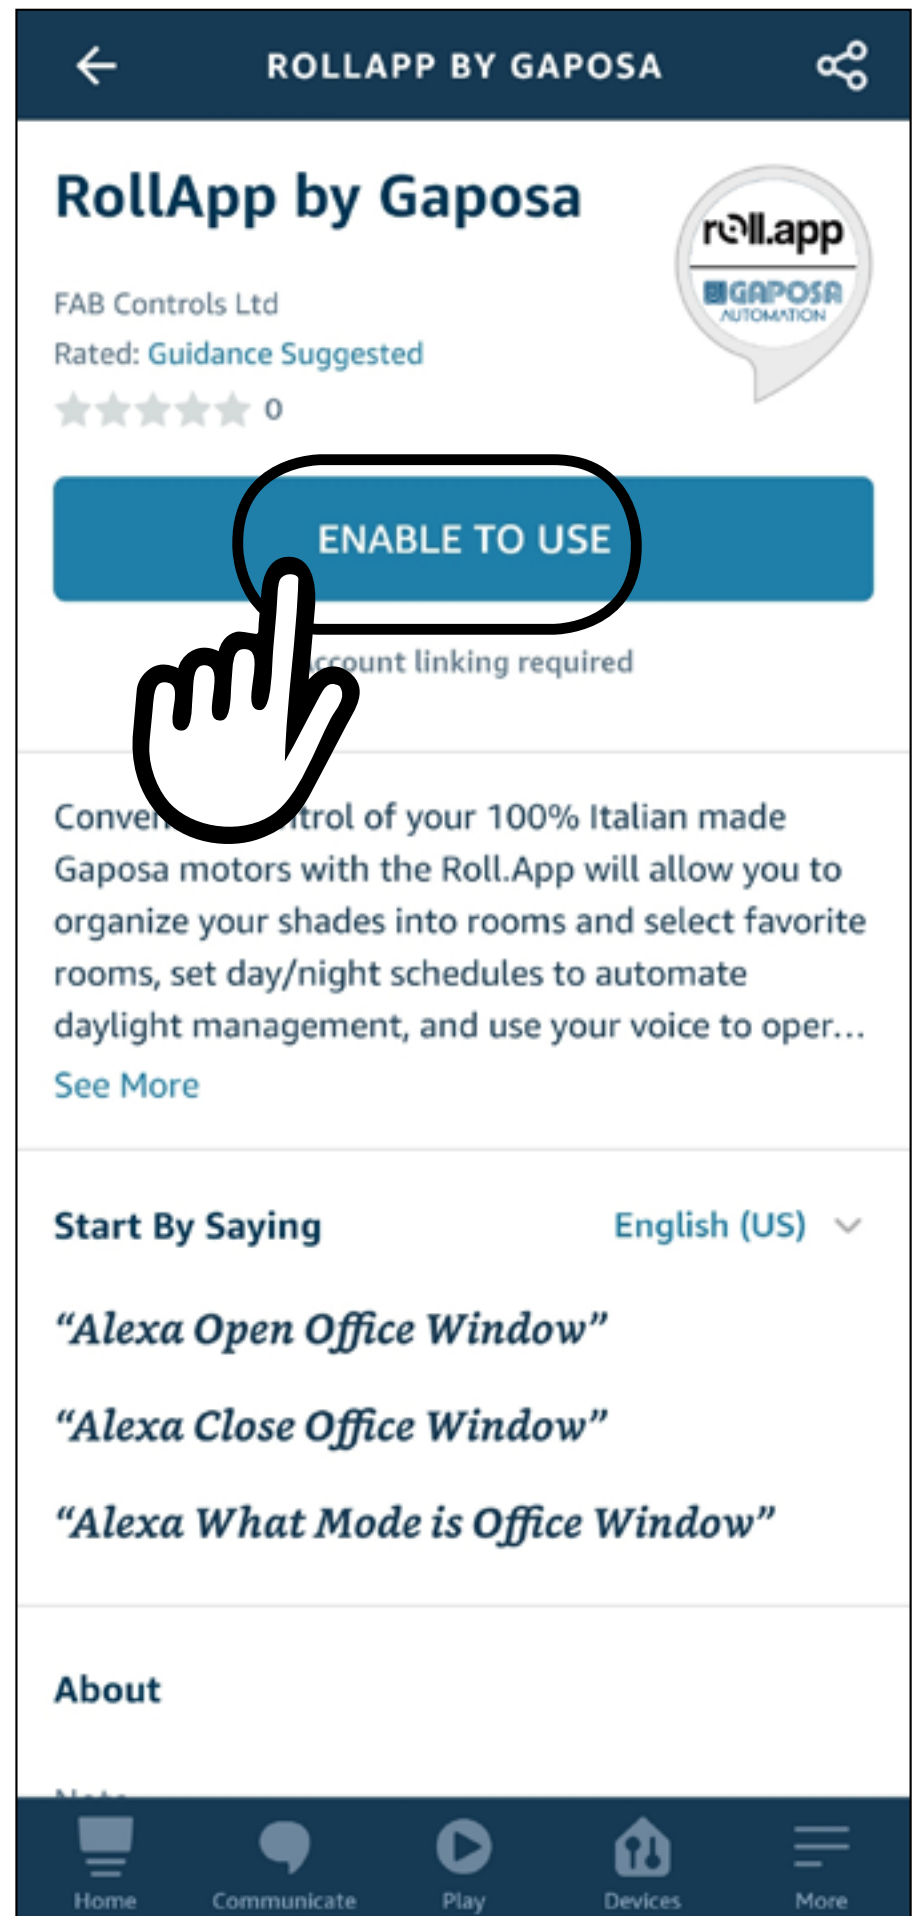 ROLLAPP BY GAPOSA
RollApp by Gaposa
roll.app
GAPOSA
AUTOMATION
FAB Controls Ltd
Rated: Guidance Suggested
0
ENABLE TO USE
Account linking required
Conven trol of your 100% Italian made
Gaposa motors with the Roll.App will allow you to
organize your shades into rooms and select favorite
rooms, set day/night schedules to automate
daylight management, and use your voice to oper...
See More
Start By Saying English (US)
“Alexa Open Office Window”
“Alexa Close Office Window”
“Alexa What Mode is Office Window”
About
Home Communicate Play Devices More